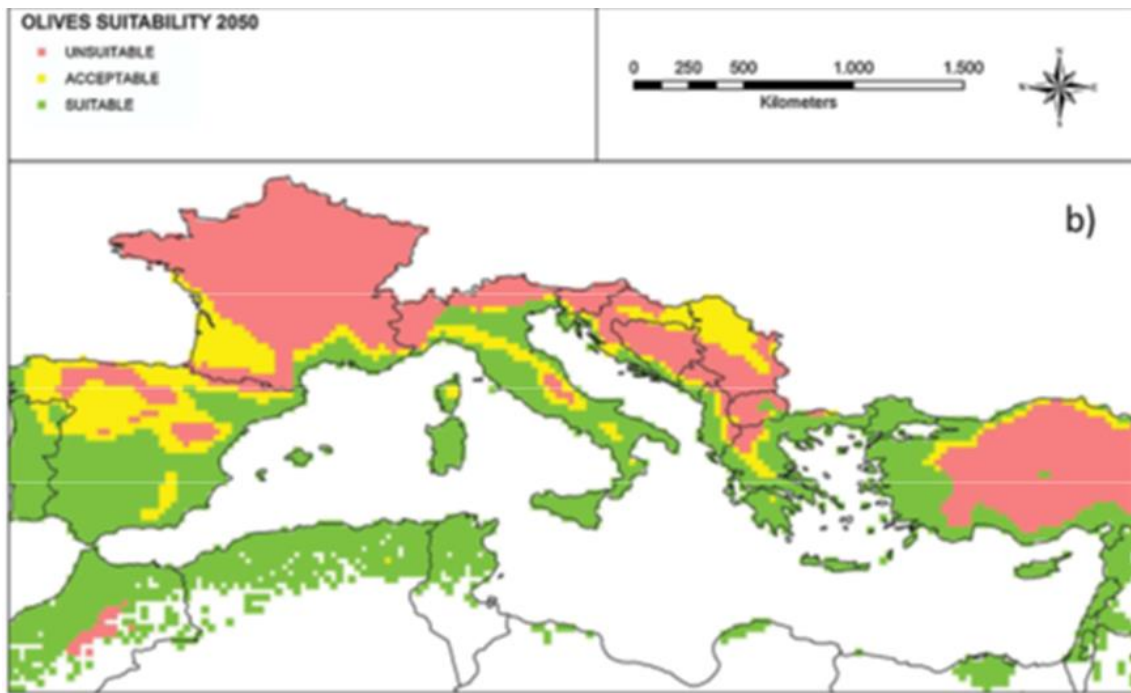 OLIVES SUITABILITY 2050
UNSUITABLE
ACCEPTABLE
SUITABLE
0 250 500 1.000 1.500
Kilometers
N
S
b)